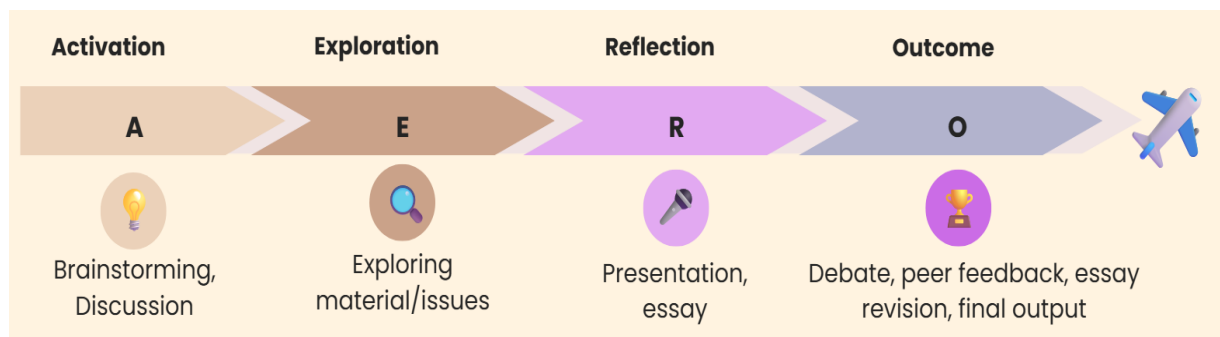 Activation
Exploration
Reflection
Outcome
A
E
R
O
Brainstorming,
Discussion
Exploring
material/issues
Presentation,
essay
Debate, peer feedback, essay
revision, final output